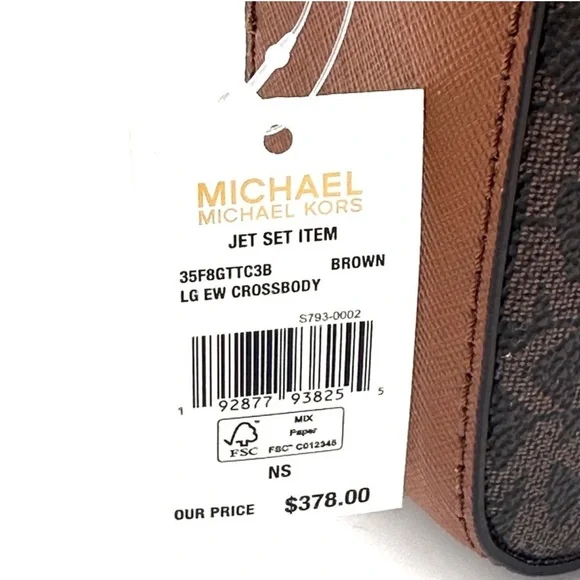 MICHAEL
MICHAEL KORS
JET SET ITEM
35F8GTTC3B BROWN
LG EW CROSSBODY
S793-0002
1 92877 93825 5
FSC
MIX
Paper
FSC™ C012345
NS
OUR PRICE $378.00